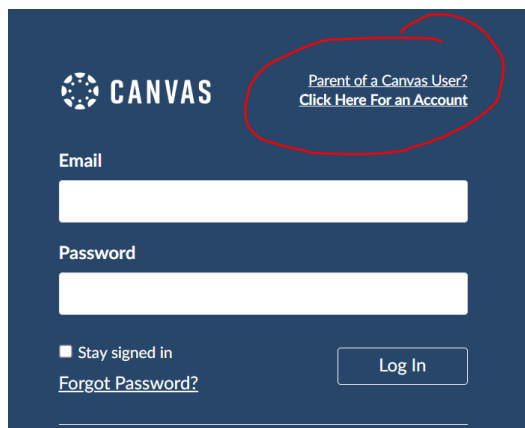 CANVAS
Parent of a Canvas User?
Click Here For an Account
Email
Password
Stay signed in
Log In
Forgot Password?